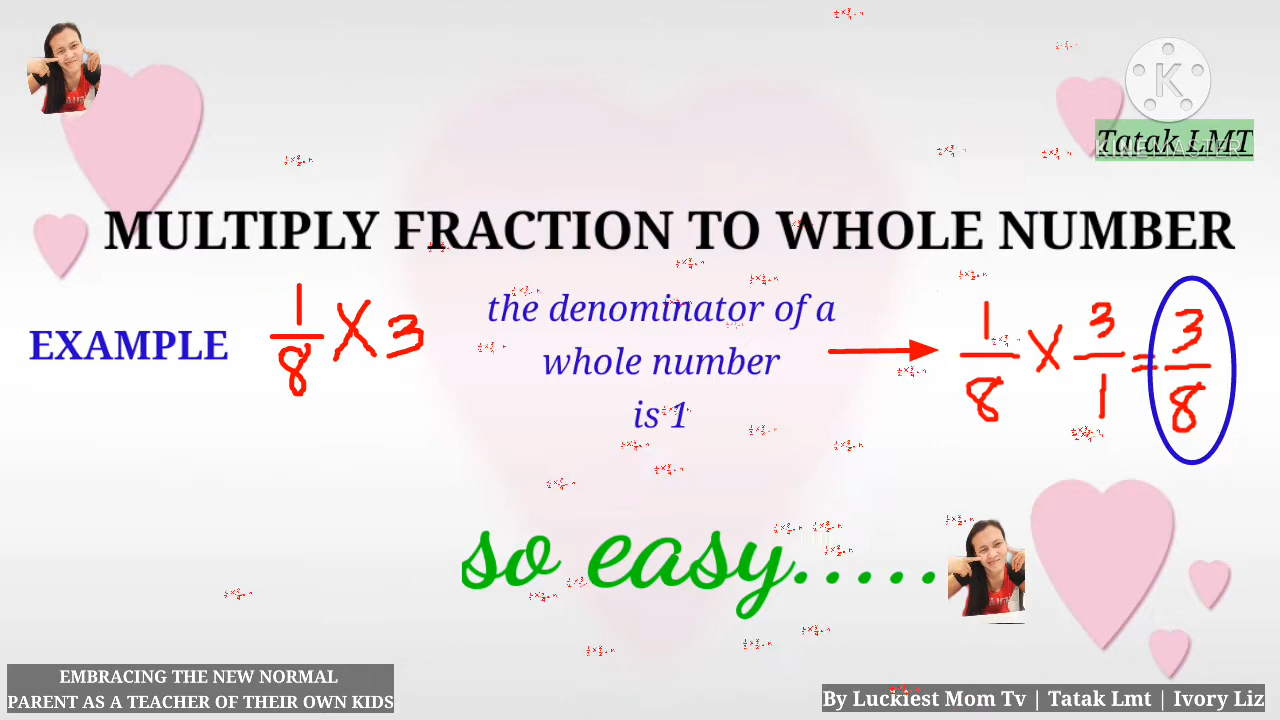 K
Tatak LMT
KINEMASTER
MULTIPLY FRACTION TO WHOLE NUMBER
EXAMPLE
1/8 X 3
the denominator of a
whole number
is 1
1/8 X 3/1 = 3/8
so easy.....
EMBRACING THE NEW NORMAL
PARENT AS A TEACHER OF THEIR OWN KIDS
By Luckiest Mom Tv | Tatak Lmt | Ivory Liz